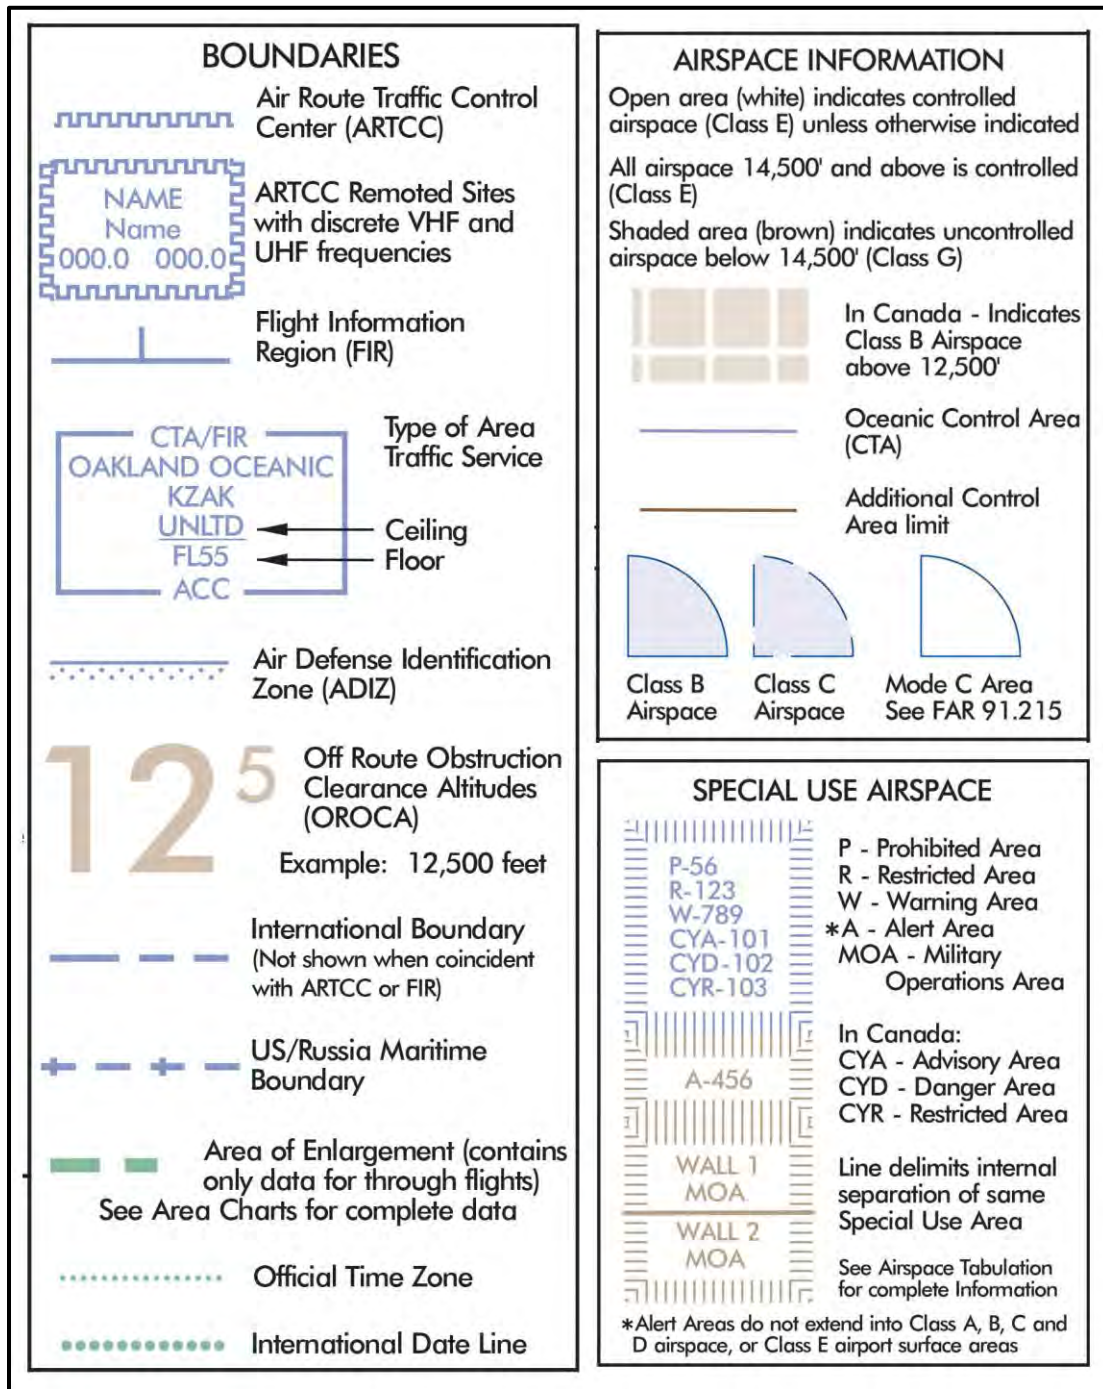 BOUNDARIES
Air Route Traffic Control
Center (ARTCC)
NAME
Name
000.0 000.0
ARTCC Remoted Sites
with discrete VHF and
UHF frequencies
Flight Information
Region (FIR)
CTA/FIR
OAKLAND OCEANIC
KZAK
UNLTD
FL55
ACC
Type of Area
Traffic Service
Ceiling
Floor
Air Defense Identification
Zone (ADIZ)
12 5
Off Route Obstruction
Clearance Altitudes
(OROCA)
Example: 12,500 feet
International Boundary
(Not shown when coincident
with ARTCC or FIR)
US/Russia Maritime
Boundary
Area of Enlargement (contains
only data for through flights)
See Area Charts for complete data
Official Time Zone
International Date Line
AIRSPACE INFORMATION
Open area (white) indicates controlled
airspace (Class E) unless otherwise indicated
All airspace 14,500' and above is controlled
(Class E)
Shaded area (brown) indicates uncontrolled
airspace below 14,500' (Class G)
In Canada - Indicates
Class B Airspace
above 12,500'
Oceanic Control Area
(CTA)
Additional Control
Area limit
Class B
Airspace
Class C
Airspace
Mode C Area
See FAR 91.215
SPECIAL USE AIRSPACE
P-56
R-123
W-789
CYA-101
CYD-102
CYR-103
A-456
WALL 1
MOA
WALL 2
MOA
P - Prohibited Area
R - Restricted Area
W - Warning Area
*A - Alert Area
MOA - Military
Operations Area
In Canada:
CYA - Advisory Area
CYD - Danger Area
CYR - Restricted Area
Line delimits internal
separation of same
Special Use Area
See Airspace Tabulation
for complete Information
*Alert Areas do not extend into Class A, B, C and
D airspace, or Class E airport surface areas